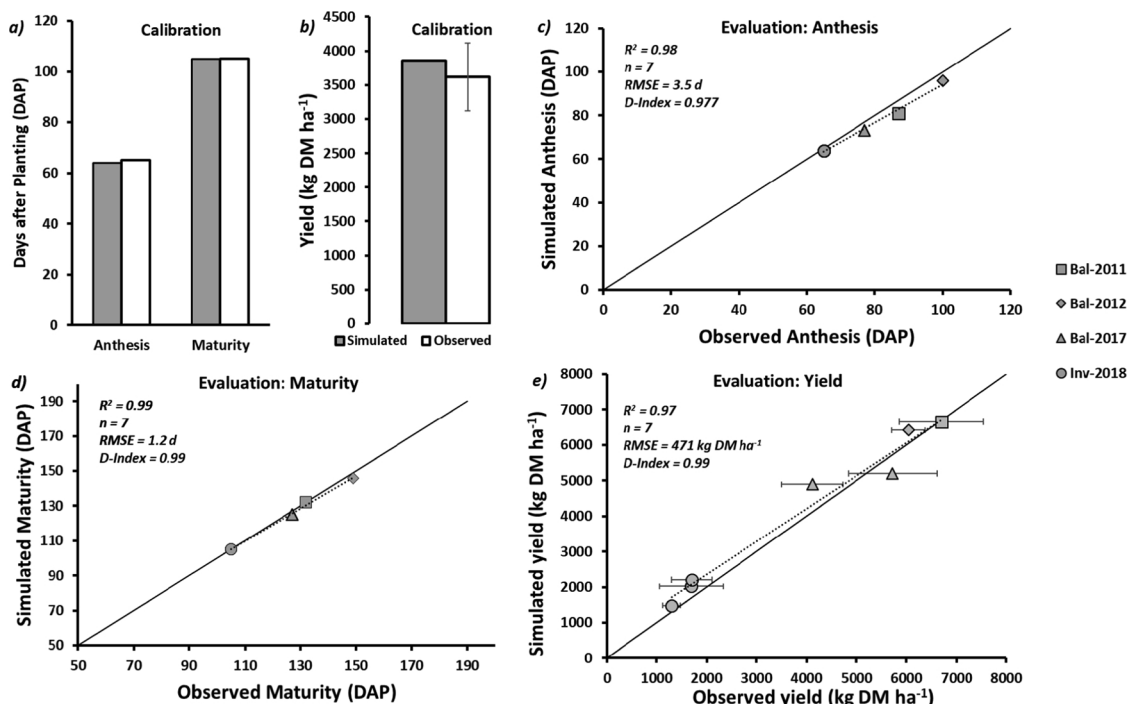 a)
Calibration
Days after Planting (DAP)
120
100
80
60
40
20
0
Anthesis
Maturity
b)
Calibration
Yield (kg DM ha⁻¹)
4500
4000
3500
3000
2500
2000
1500
1000
500
0
Simulated
Observed
c)
Evaluation: Anthesis
R² = 0.98
n = 7
RMSE = 3.5 d
D-Index = 0.977
Simulated Anthesis (DAP)
120
100
80
60
40
20
0
0 20 40 60 80 100 120
Observed Anthesis (DAP)
Bal-2011
Bal-2012
Bal-2017
Inv-2018
d)
Evaluation: Maturity
R² = 0.99
n = 7
RMSE = 1.2 d
D-Index = 0.99
Simulated Maturity (DAP)
190
170
150
130
110
90
70
50
50 70 90 110 130 150 170 190
Observed Maturity (DAP)
e)
Evaluation: Yield
R² = 0.97
n = 7
RMSE = 471 kg DM ha⁻¹
D-Index = 0.99
Simulated yield (kg DM ha⁻¹)
8000
7000
6000
5000
4000
3000
2000
1000
0
0 1000 2000 3000 4000 5000 6000 7000 8000
Observed yield (kg DM ha⁻¹)